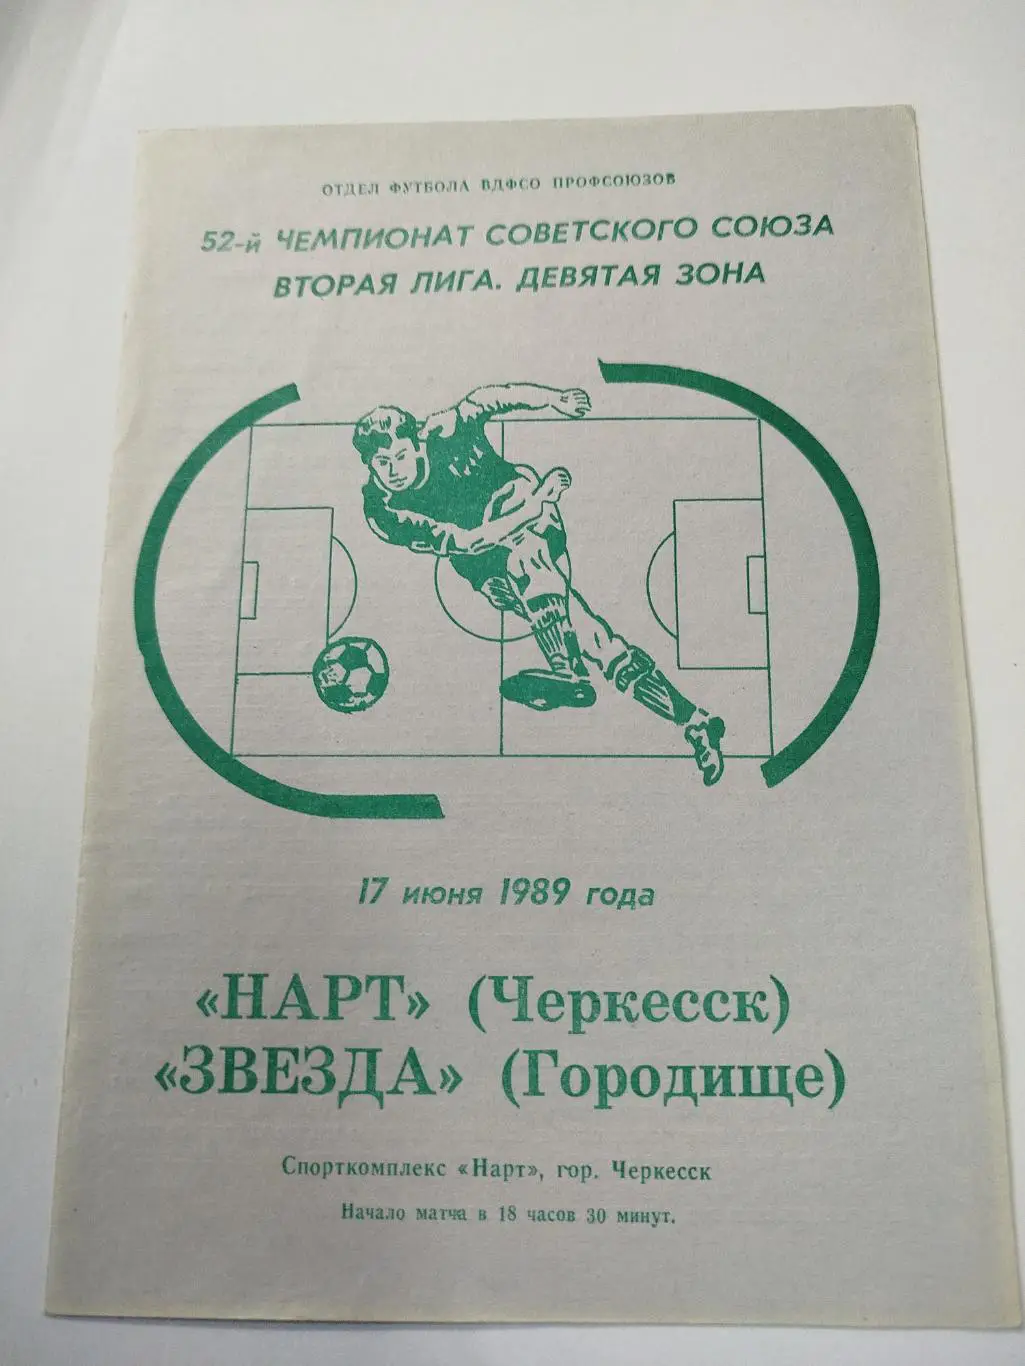 ОТДЕЛ ФУТБОЛА ВДФСО ПРОФСОЮЗОВ
52-й ЧЕМПИОНАТ СОВЕТСКОГО СОЮЗА
ВТОРАЯ ЛИГА. ДЕВЯТАЯ ЗОНА
17 июня 1989 года
«НАРТ» (Черкесск)
«ЗВЕЗДА» (Городище)
Спорткомплекс «Нарт», гор. Черкесск
Начало матча в 18 часов 30 минут.